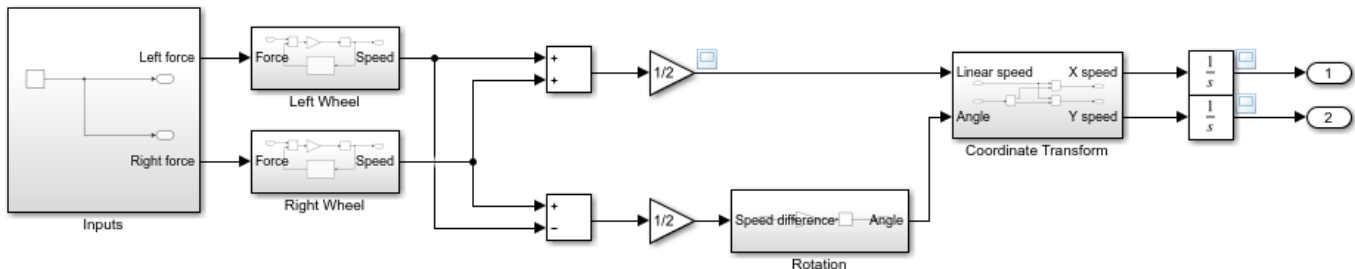 Left force
Right force
Inputs
Force
Speed
Left Wheel
Force
Speed
Right Wheel
+
+
1/2
+
−
1/2
Speed difference
Angle
Rotation
Linear speed
X speed
Angle
Y speed
Coordinate Transform
1
s
1
s
1
2